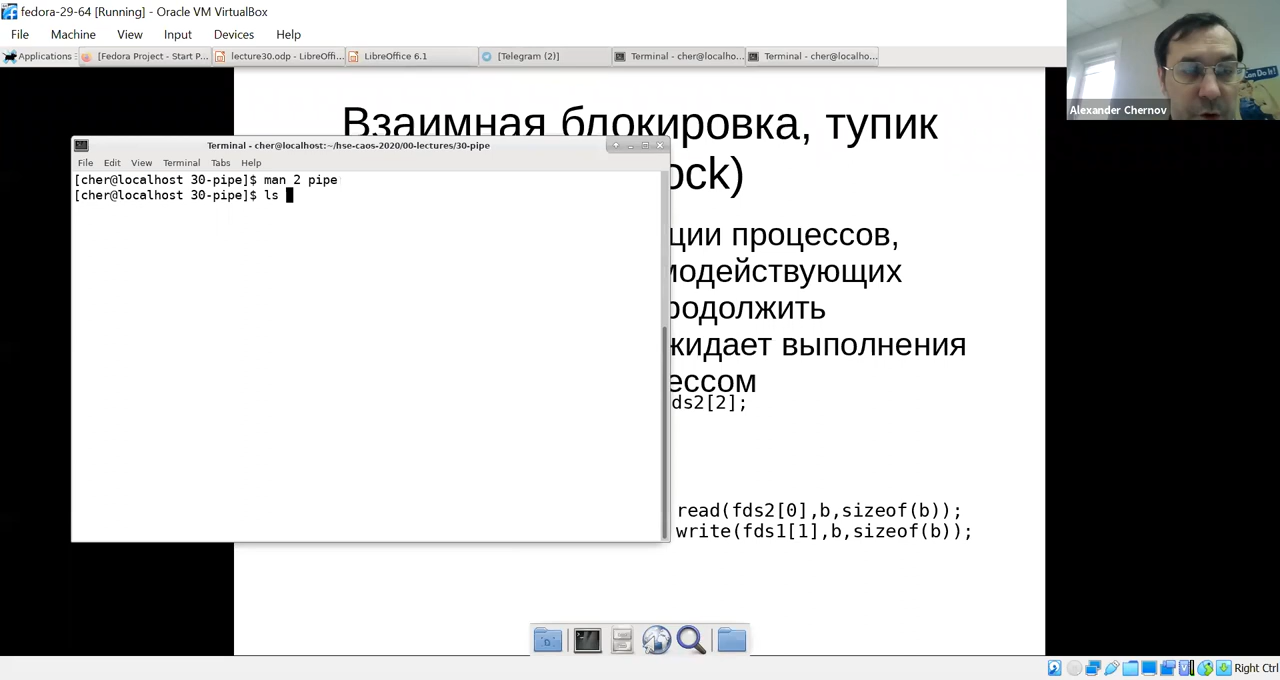 fedora-29-64 [Running] - Oracle VM VirtualBox
File Machine View Input Devices Help
Applications [Fedora Project - Start P... lecture30.odp - LibreOffi... LibreOffice 6.1 [Telegram (2)] Terminal - cher@localho... Terminal - cher@localho...
Can Do It!
Alexander Chernov
Взаимная блокировка, тупик
ock)
Terminal - cher@localhost:~/hse-caos-2020/00-lectures/30-pipe
File Edit View Terminal Tabs Help
[cher@localhost 30-pipe]$ man 2 pipe
[cher@localhost 30-pipe]$ ls
ции процессов,
модействующих
родолжить
жидает выполнения
ессом
ds2[2];
read(fds2[0],b,sizeof(b));
write(fds1[1],b,sizeof(b));
Right Ctrl